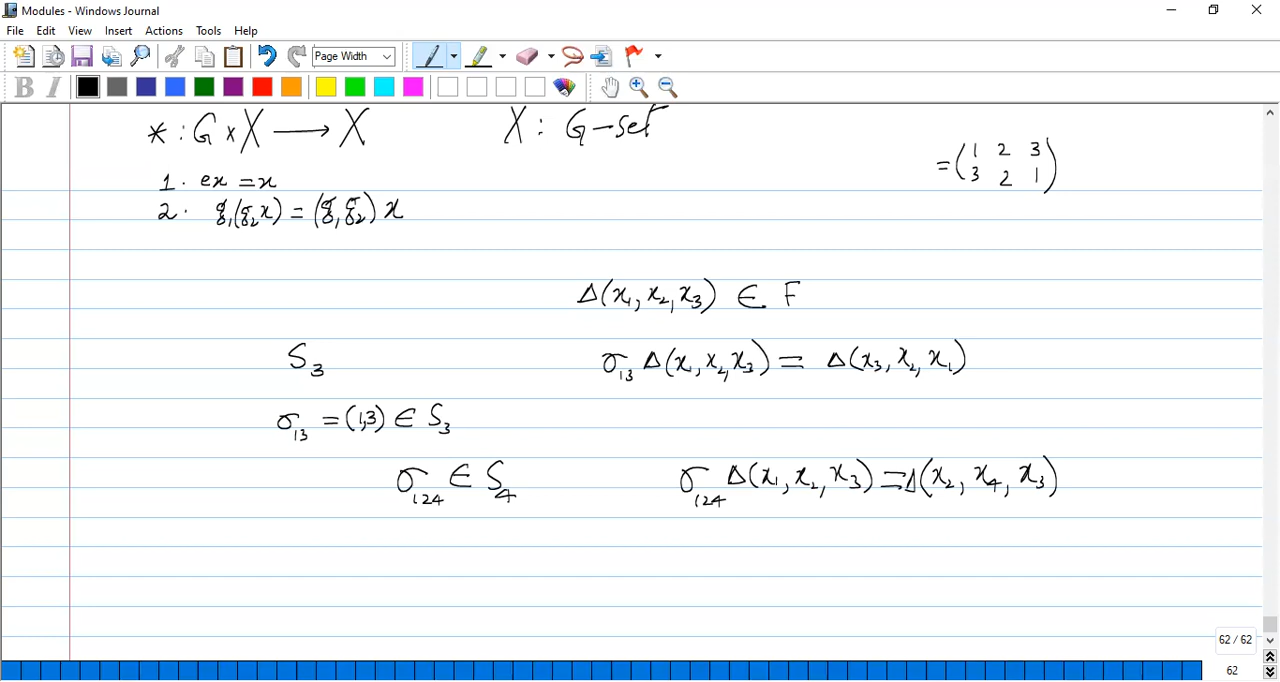 Modules - Windows Journal
File Edit View Insert Actions Tools Help
Page Width
B I
* : G x X ⟶ X X : G-set
= ( 1 2 3
3 2 1 )
1. ex = x
2. g₁(g₂x) = (g₁g₂) x
Δ(x₁, x₂, x₃) ∈ F
S₃ σ₁₃ Δ(x₁, x₂, x₃) = Δ(x₃, x₂, x₁)
σ₁₃ = (1,3) ∈ S₃
σ₁₂₄ ∈ S₄ σ₁₂₄ Δ(x₁, x₂, x₃) = Δ(x₂, x₄, x₃)
62 / 62
62